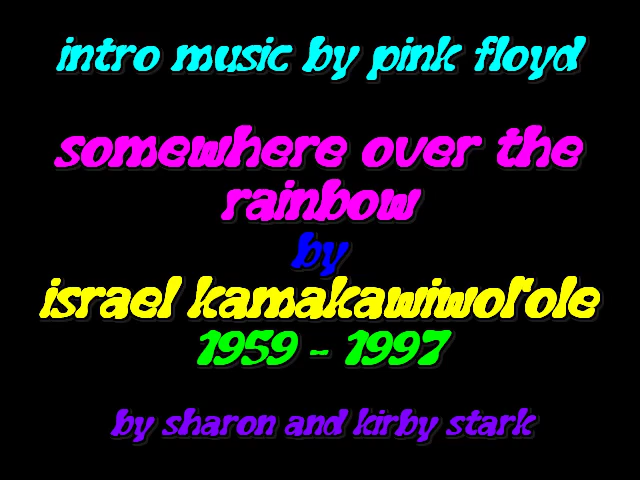 intro music by pink floyd
somewhere over the
rainbow
by
israel kamakawiwol'ole
1959 - 1997
by sharon and kirby stark